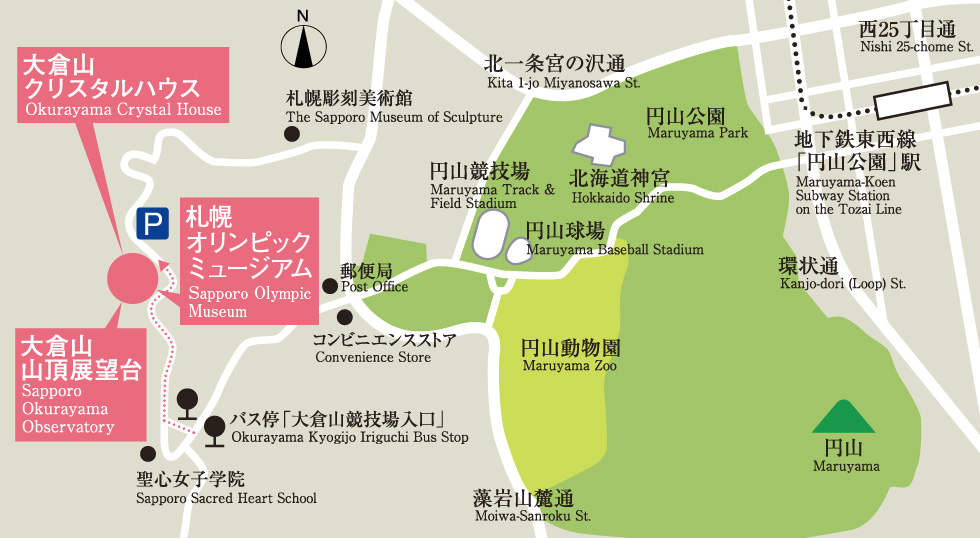 N
西25丁目通
Nishi 25-chome St.
大倉山
クリスタルハウス
Okurayama Crystal House
北一条宮の沢通
Kita 1-jo Miyanosawa St.
札幌彫刻美術館
The Sapporo Museum of Sculpture
円山公園
Maruyama Park
地下鉄東西線
「円山公園」駅
Maruyama-Koen
Subway Station
on the Tozai Line
円山競技場
Maruyama Track &
Field Stadium
北海道神宮
Hokkaido Shrine
P
札幌
オリンピック
ミュージアム
Sapporo Olympic
Museum
円山球場
Maruyama Baseball Stadium
郵便局
Post Office
環状通
Kanjo-dori (Loop) St.
コンビニエンスストア
Convenience Store
大倉山
山頂展望台
Sapporo
Okurayama
Observatory
円山動物園
Maruyama Zoo
バス停「大倉山競技場入口」
Okurayama Kyogijo Iriguchi Bus Stop
円山
Maruyama
聖心女子学院
Sapporo Sacred Heart School
藻岩山麓通
Moiwa-Sanroku St.